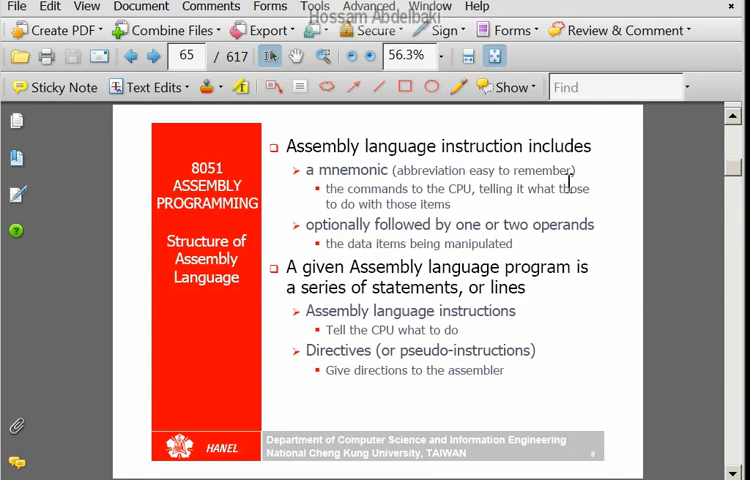 File Edit View Document Comments Forms Tools Advanced Window Help
Hossam Abdelbaki
Create PDF Combine Files Export Secure Sign Forms Review & Comment
65 / 617 56.3%
Sticky Note Text Edits Show Find
8051
ASSEMBLY
PROGRAMMING
Structure of
Assembly
Language
Assembly language instruction includes
a mnemonic (abbreviation easy to remember)
the commands to the CPU, telling it what those
to do with those items
optionally followed by one or two operands
the data items being manipulated
A given Assembly language program is
a series of statements, or lines
Assembly language instructions
Tell the CPU what to do
Directives (or pseudo-instructions)
Give directions to the assembler
HANEL
Department of Computer Science and Information Engineering
National Cheng Kung University, TAIWAN